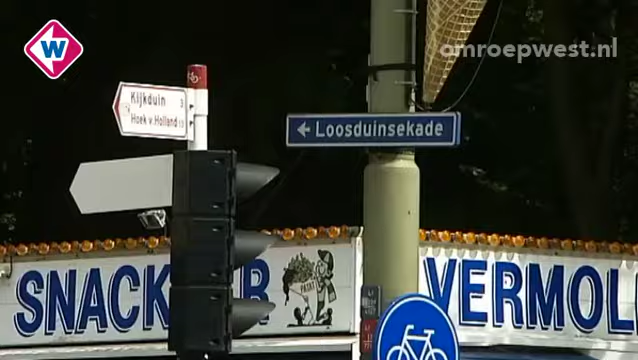 W
omroepwest.nl
Kijkduin
Hoek v. Holland
Loosduinsekade
SNACK
VERMOL